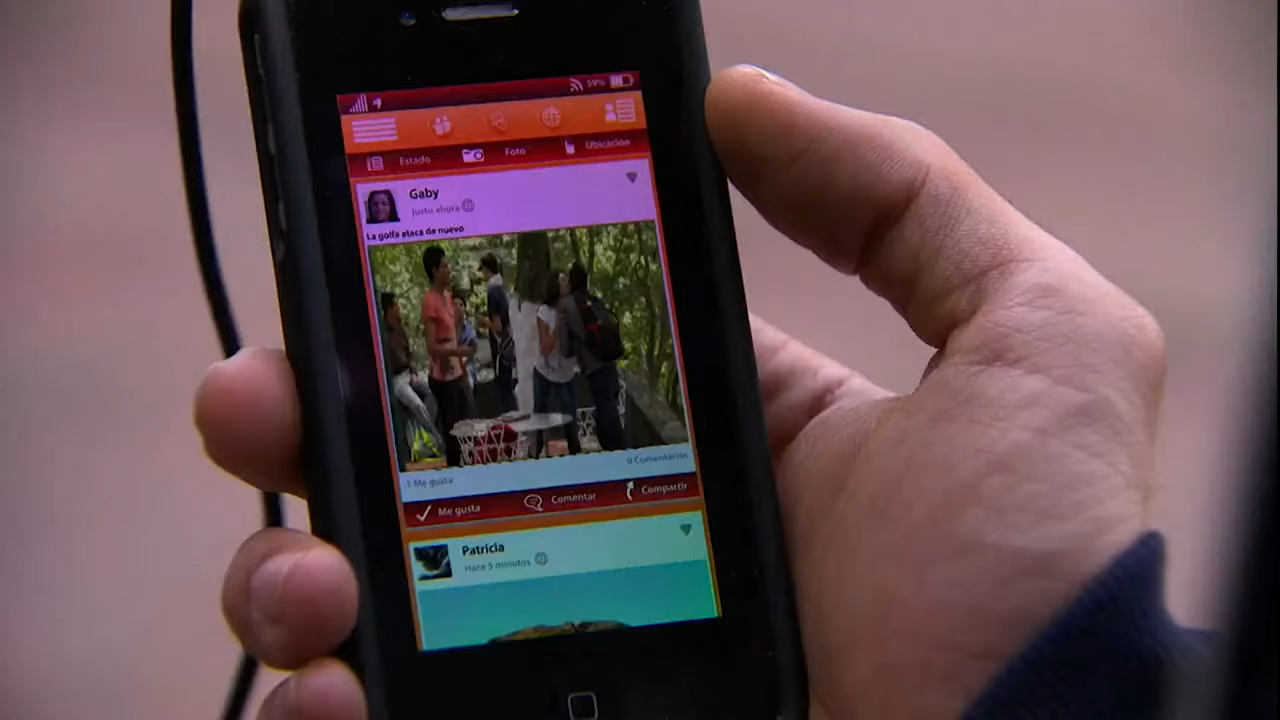 59%
Estado Foto Ubicación
Gaby
Justo ahora
La golfa ataca de nuevo
1 Me gusta 0 Comentarios
Me gusta Comentar Compartir
Patricia
Hace 5 minutos